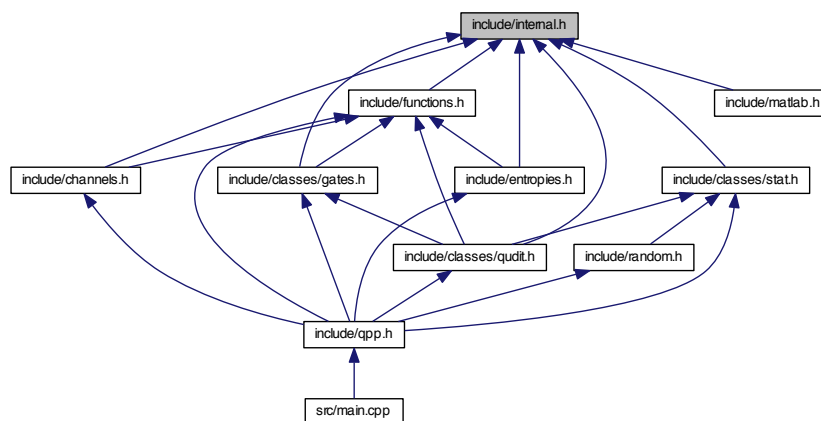 include/internal.h
include/functions.h
include/matlab.h
include/channels.h
include/classes/gates.h
include/entropies.h
include/classes/stat.h
include/classes/qudit.h
include/random.h
include/qpp.h
src/main.cpp